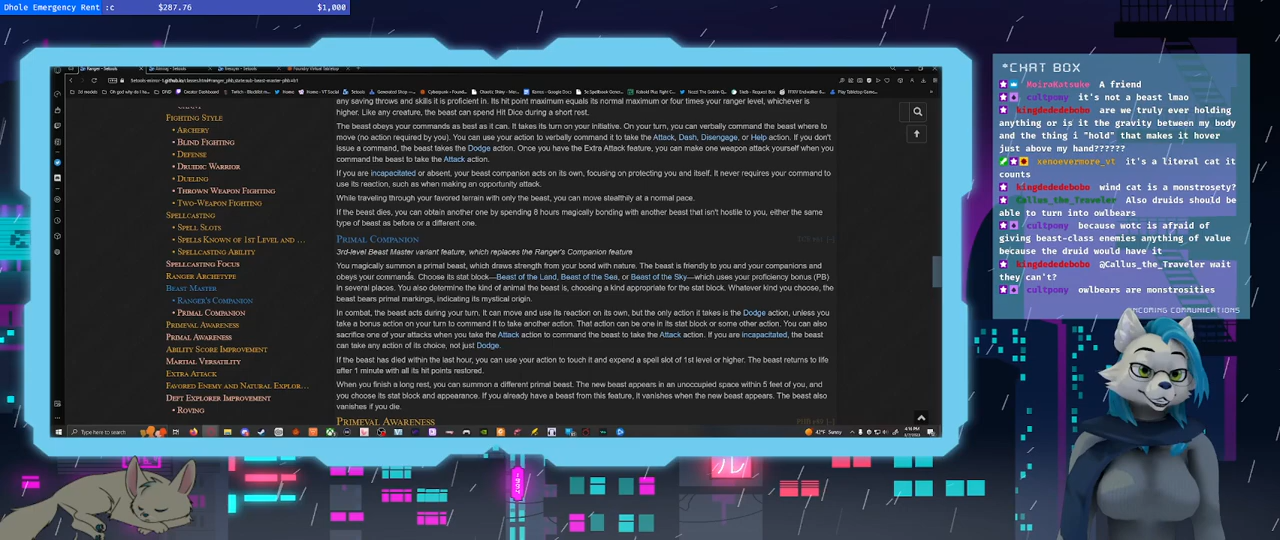 Dhole Emergency Rent :c $287.76 $1,000
any saving throws and skills it is proficient in. Its hit point maximum equals its normal maximum or four times your ranger level, whichever is
higher. Like any creature, the beast can spend Hit Dice during a short rest.
The beast obeys your commands as best as it can. It takes its turn on your initiative. On your turn, you can verbally command the beast where to
move (no action required by you). You can use your action to verbally command it to take the Attack, Dash, Disengage, or Help action. If you don't
issue a command, the beast takes the Dodge action. Once you have the Extra Attack feature, you can make one weapon attack yourself when you
command the beast to take the Attack action.
If you are incapacitated or absent, your beast companion acts on its own, focusing on protecting you and itself. It never requires your command to
use its reaction, such as when making an opportunity attack.
While traveling through your favored terrain with only the beast, you can move stealthily at a normal pace.
If the beast dies, you can obtain another one by spending 8 hours magically bonding with another beast that isn't hostile to you, either the same
type of beast as before or a different one.
PRIMAL COMPANION
3rd-level Beast Master variant feature, which replaces the Ranger's Companion feature
You magically summon a primal beast, which draws strength from your bond with nature. The beast is friendly to you and your companions and
obeys your commands. Choose its stat block—Beast of the Land, Beast of the Sea, or Beast of the Sky—which uses your proficiency bonus (PB)
in several places. You also determine the kind of animal the beast is, choosing a kind appropriate for the stat block. Whatever kind you choose, the
beast bears primal markings, indicating its mystical origin.
In combat, the beast acts during your turn. It can move and use its reaction on its own, but the only action it takes is the Dodge action, unless you
take a bonus action on your turn to command it to take another action. That action can be one in its stat block or some other action. You can also
sacrifice one of your attacks when you take the Attack action to command the beast to take the Attack action. If you are incapacitated, the beast
can take any action of its choice, not just Dodge.
If the beast has died within the last hour, you can use your action to touch it and expend a spell slot of 1st level or higher. The beast returns to life
after 1 minute with all its hit points restored.
When you finish a long rest, you can summon a different primal beast. The new beast appears in an unoccupied space within 5 feet of you, and
you choose its stat block and appearance. If you already have a beast from this feature, it vanishes when the new beast appears. The beast also
vanishes if you die.
PRIMEVAL AWARENESS
FIGHTING STYLE
• ARCHERY
• BLIND FIGHTING
• DEFENSE
• DRUIDIC WARRIOR
• DUELING
• THROWN WEAPON FIGHTING
• TWO-WEAPON FIGHTING
SPELLCASTING
• SPELL SLOTS
• SPELLS KNOWN OF 1ST LEVEL AND ...
• SPELLCASTING ABILITY
SPELLCASTING FOCUS
RANGER ARCHETYPE
BEAST MASTER
• RANGER'S COMPANION
• PRIMAL COMPANION
PRIMEVAL AWARENESS
PRIMAL AWARENESS
ABILITY SCORE IMPROVEMENT
MARTIAL VERSATILITY
EXTRA ATTACK
FAVORED ENEMY AND NATURAL EXPLOR...
DEFT EXPLORER IMPROVEMENT
• ROVING
Type here to search
42°F Sunny
*CHAT BOX
MoiraKotsuke A friend
cultpony it's not a beast lmao
kingdededebobo are we truly ever holding
anything or is it the gravity between my body
and the thing i "hold" that makes it hover
just above my hand??????
xenoevermore_vt it's a literal cat it
counts
kingdededebobo wind cat is a monstrosety?
Callus_the_Traveler Also druids should be
able to turn into owlbears
cultpony because wotc is afraid of
giving beast-class enemies anything of value
because the druid would have it
kingdededebobo @Callus_the_Traveler wait
they can't?
cultpony owlbears are monstrosities